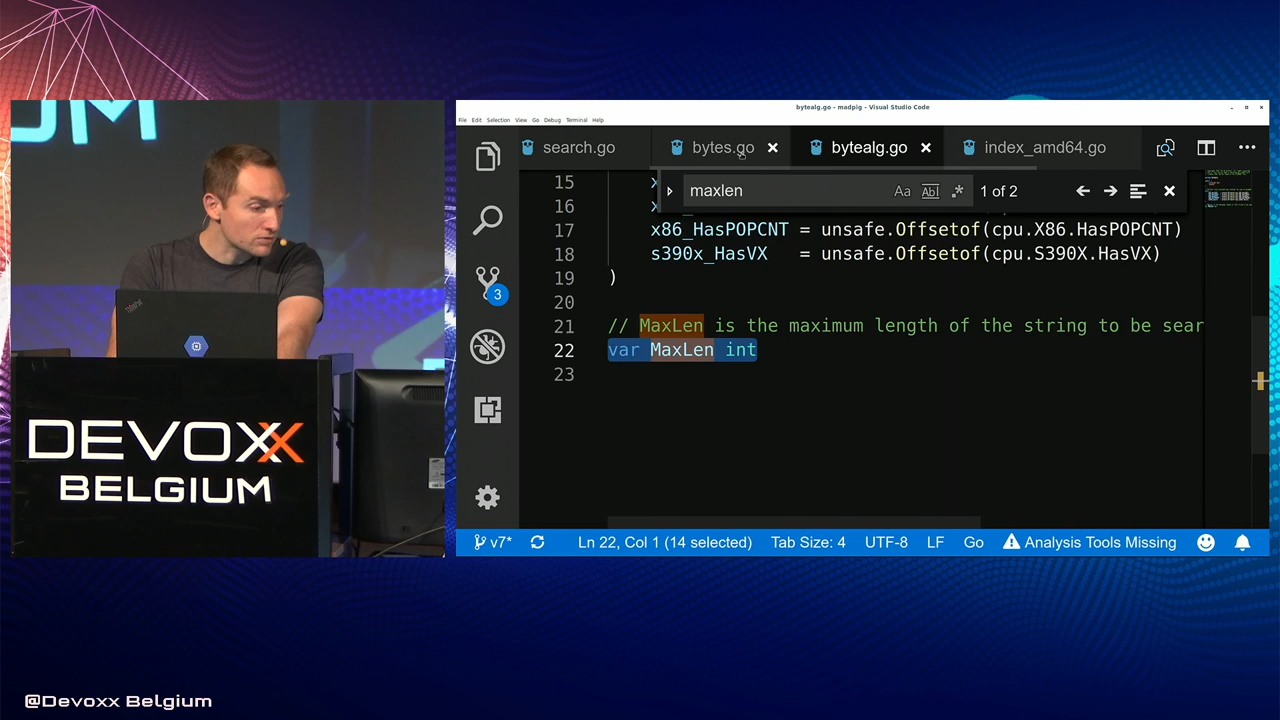 UM
ThinkPad
DEVOXX
BELGIUM
bytealg.go - madpig - Visual Studio Code
File Edit Selection View Go Debug Terminal Help
search.go bytes.go bytealg.go index_amd64.go
maxlen Aa Abl .* 1 of 2
15 x
16 x
17 x86_HasPOPCNT = unsafe.Offsetof(cpu.X86.HasPOPCNT)
18 s390x_HasVX = unsafe.Offsetof(cpu.S390X.HasVX)
19 )
20
21 // MaxLen is the maximum length of the string to be sear
22 var MaxLen int
23
3
v7* Ln 22, Col 1 (14 selected) Tab Size: 4 UTF-8 LF Go Analysis Tools Missing
@Devoxx Belgium